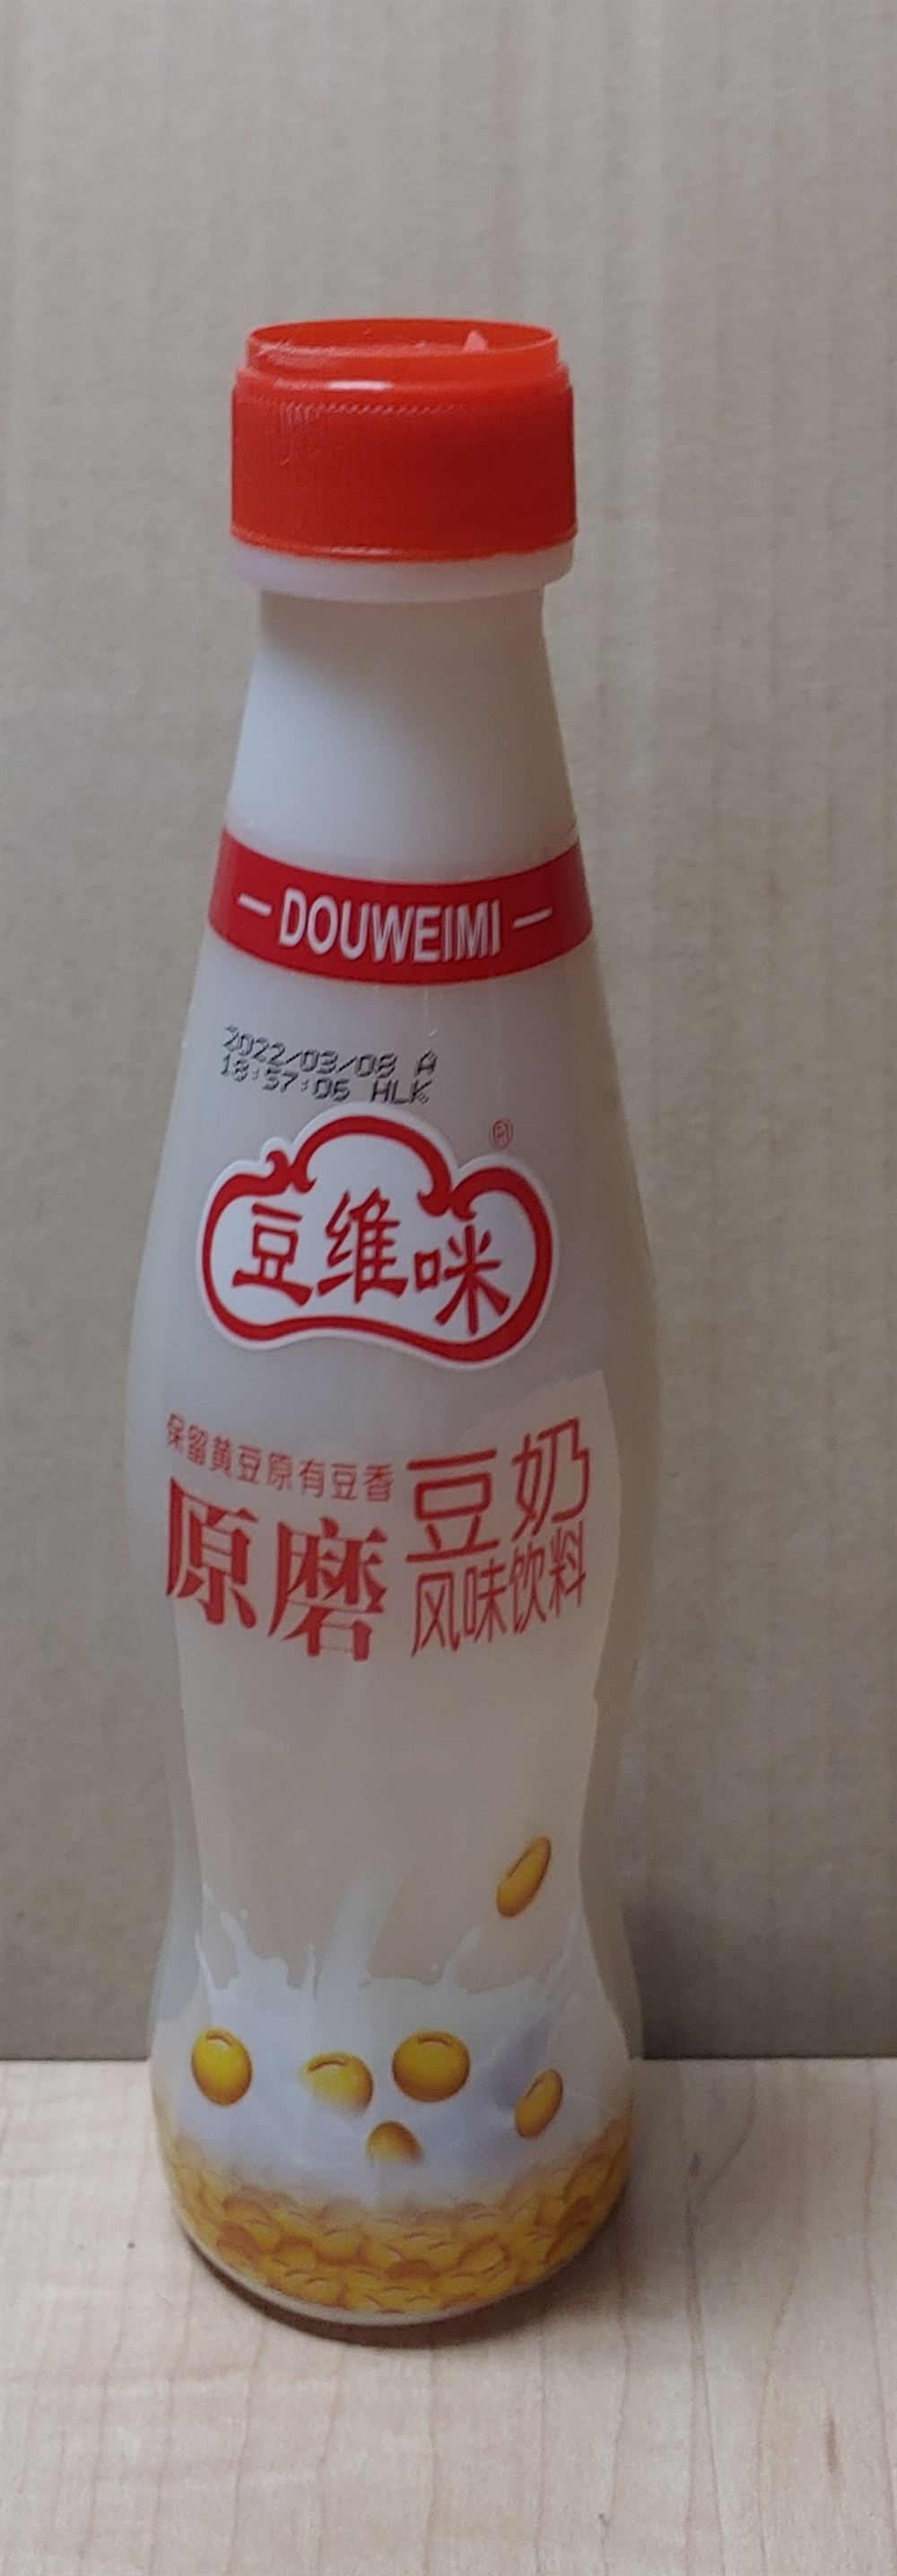 — DOUWEIMI —
2022/03/08 A
18:57:06 HLK
®
豆维咪
保留黄豆原有豆香
原磨 豆奶
风味饮料